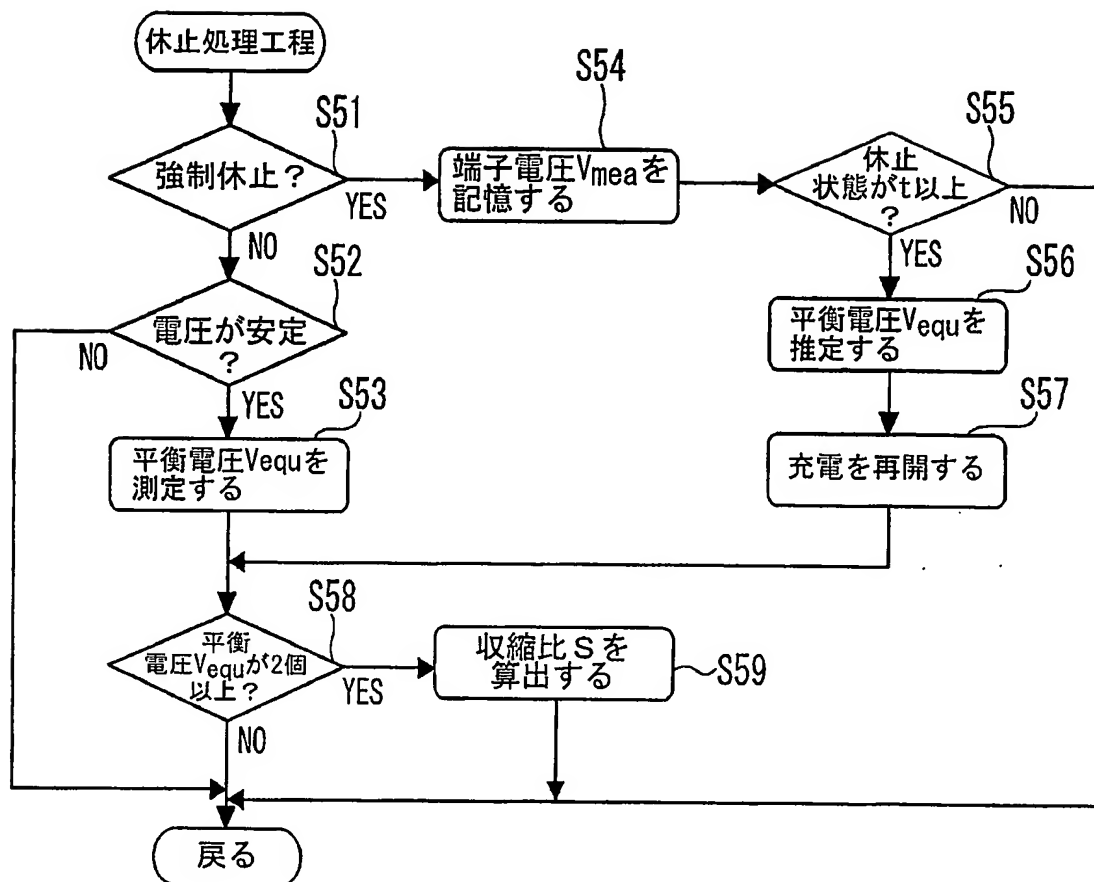 休止処理工程
S51
強制休止?
YES
NO
S54
端子電圧Vmeaを
記憶する
S55
休止
状態がt以上
?
NO
YES
S52
電圧が安定
?
NO
YES
S56
平衡電圧Vequを
推定する
S53
平衡電圧Vequを
測定する
S57
充電を再開する
S58
平衡
電圧Vequが2個
以上?
YES
NO
収縮比Sを
算出する
S59
戻る